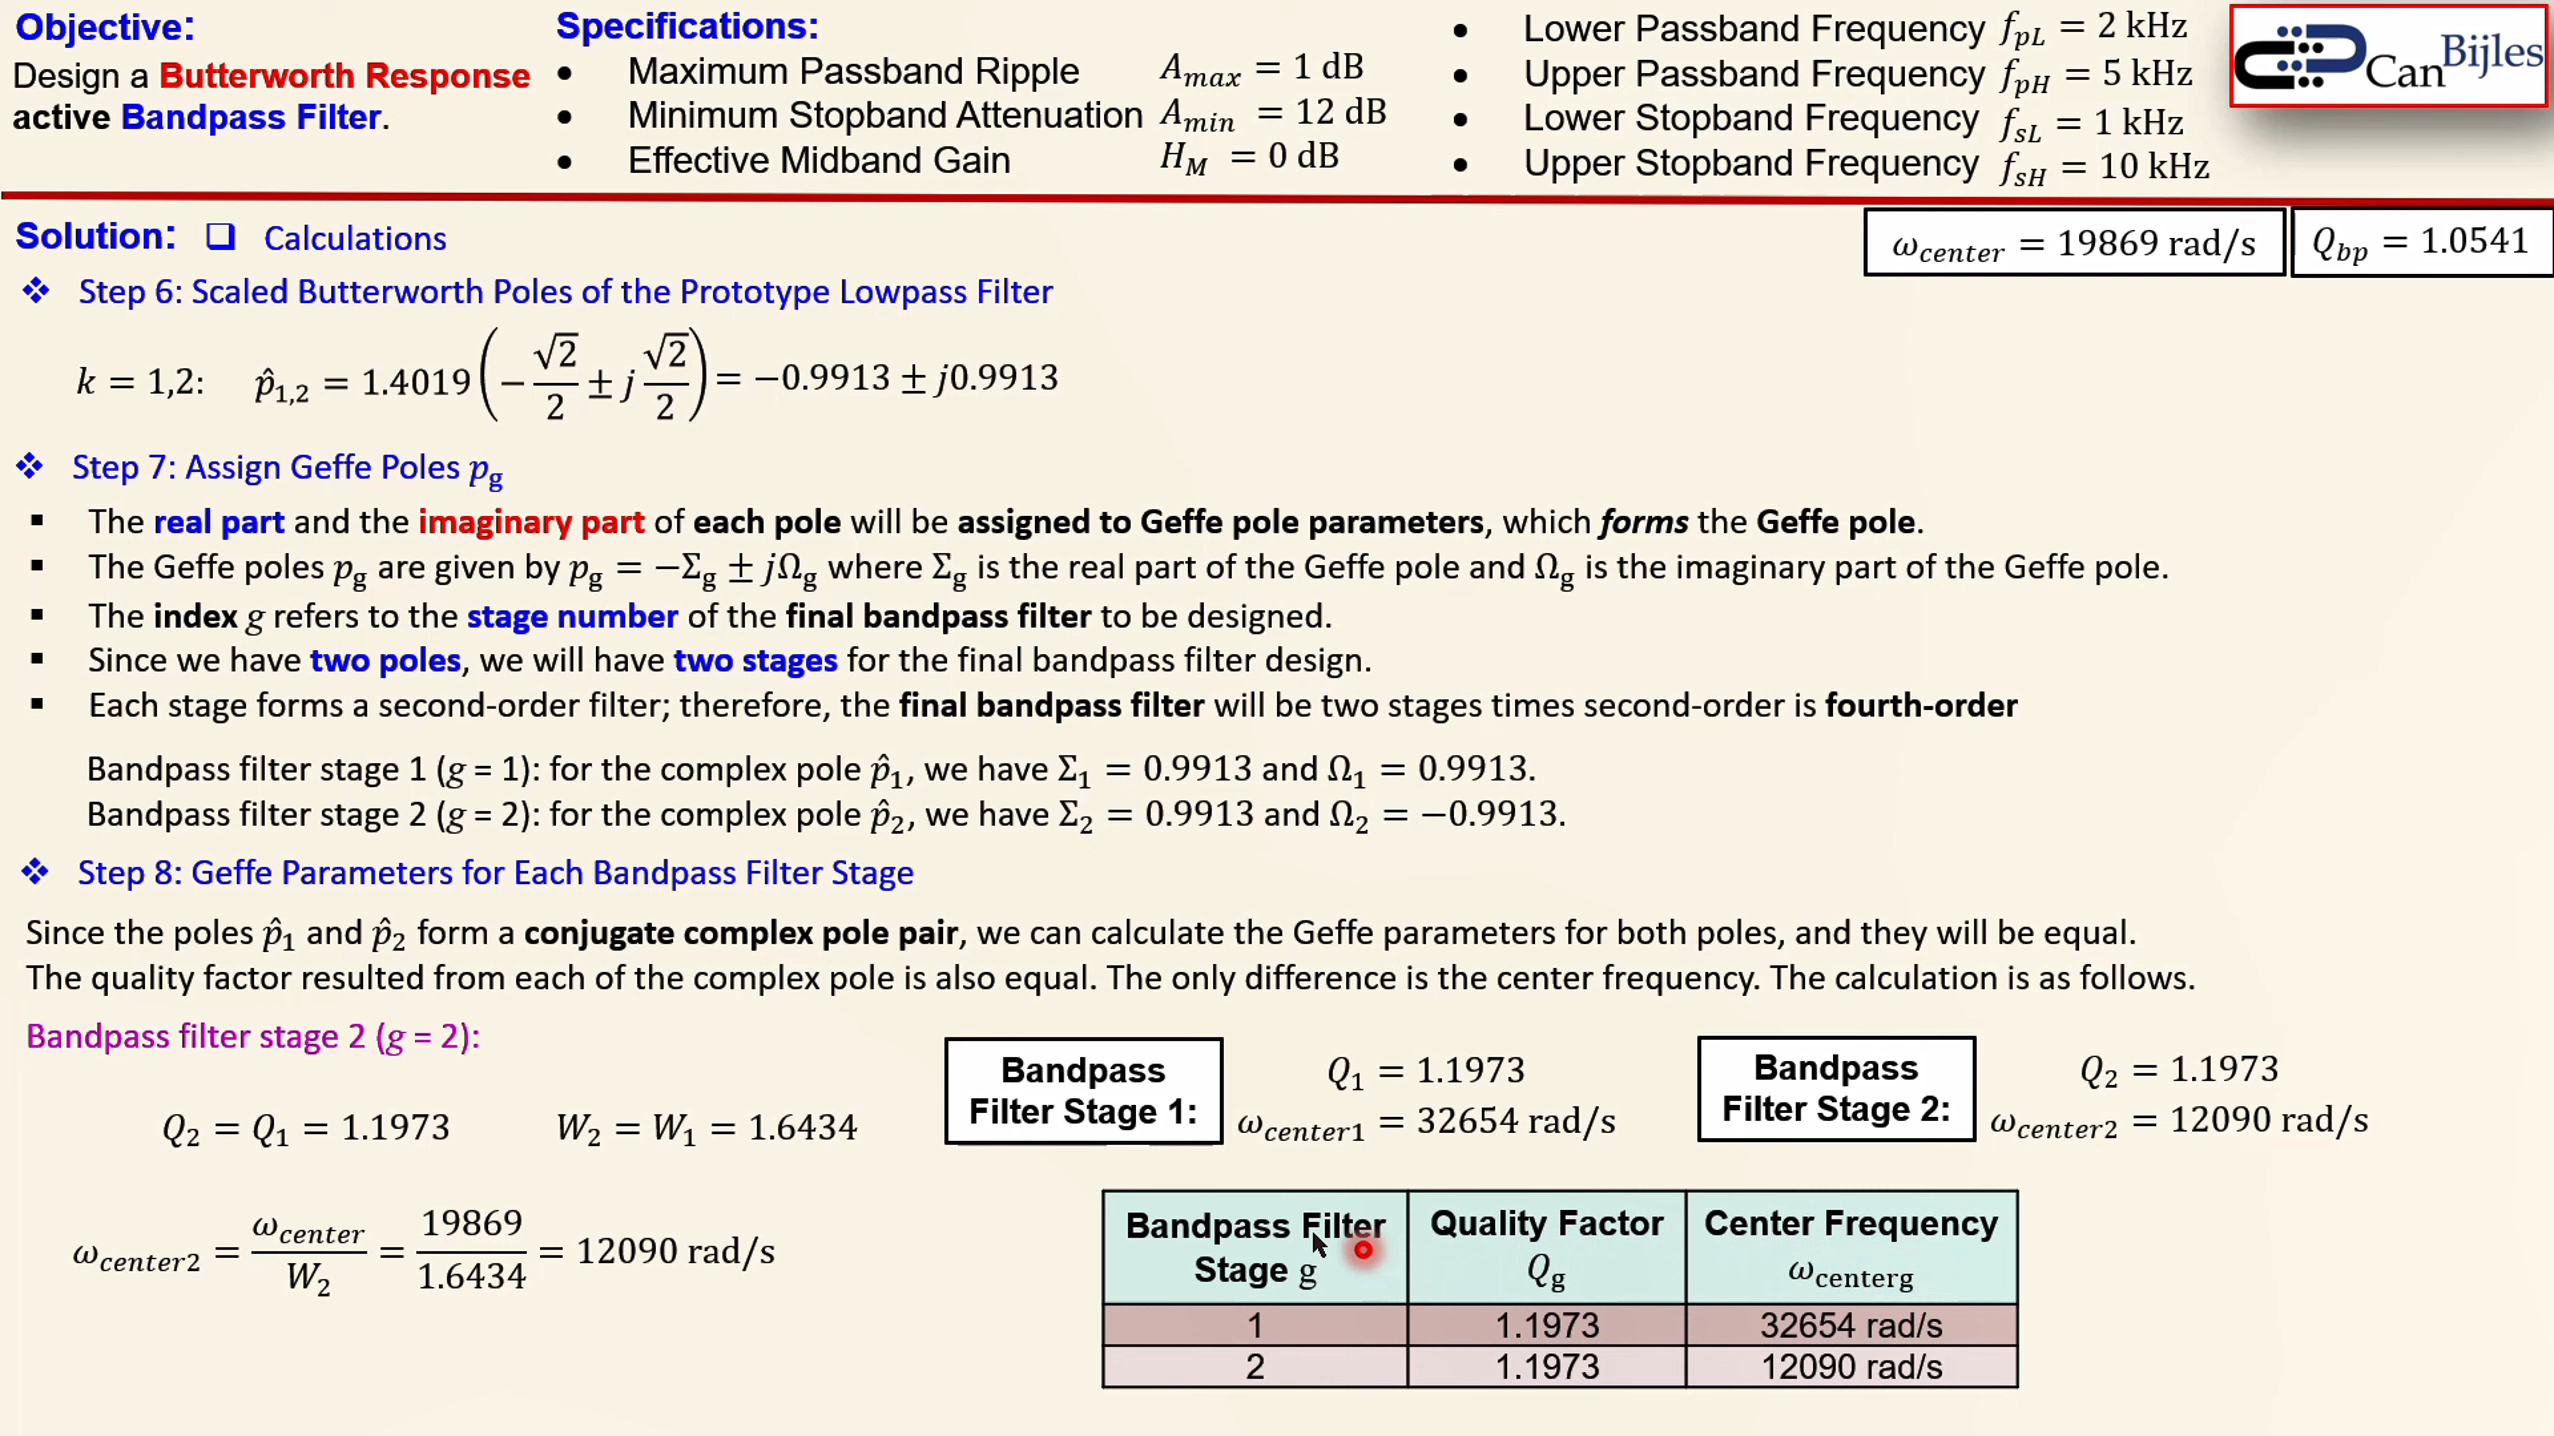 Objective:
Design a Butterworth Response
active Bandpass Filter.
Specifications:
• Maximum Passband Ripple A_max = 1 dB
• Minimum Stopband Attenuation A_min = 12 dB
• Effective Midband Gain H_M = 0 dB
• Lower Passband Frequency f_pL = 2 kHz
• Upper Passband Frequency f_pH = 5 kHz
• Lower Stopband Frequency f_sL = 1 kHz
• Upper Stopband Frequency f_sH = 10 kHz
CanBijles
Solution: ❑ Calculations
ω_center = 19869 rad/s
Q_bp = 1.0541
❖ Step 6: Scaled Butterworth Poles of the Prototype Lowpass Filter
k = 1,2: p̂_1,2 = 1.4019(−√2/2 ± j√2/2) = −0.9913 ± j0.9913
❖ Step 7: Assign Geffe Poles p_g
▪ The real part and the imaginary part of each pole will be assigned to Geffe pole parameters, which forms the Geffe pole.
▪ The Geffe poles p_g are given by p_g = −Σ_g ± jΩ_g where Σ_g is the real part of the Geffe pole and Ω_g is the imaginary part of the Geffe pole.
▪ The index g refers to the stage number of the final bandpass filter to be designed.
▪ Since we have two poles, we will have two stages for the final bandpass filter design.
▪ Each stage forms a second-order filter; therefore, the final bandpass filter will be two stages times second-order is fourth-order
Bandpass filter stage 1 (g = 1): for the complex pole p̂_1, we have Σ_1 = 0.9913 and Ω_1 = 0.9913.
Bandpass filter stage 2 (g = 2): for the complex pole p̂_2, we have Σ_2 = 0.9913 and Ω_2 = −0.9913.
❖ Step 8: Geffe Parameters for Each Bandpass Filter Stage
Since the poles p̂_1 and p̂_2 form a conjugate complex pole pair, we can calculate the Geffe parameters for both poles, and they will be equal.
The quality factor resulted from each of the complex pole is also equal. The only difference is the center frequency. The calculation is as follows.
Bandpass filter stage 2 (g = 2):
Q_2 = Q_1 = 1.1973 W_2 = W_1 = 1.6434
ω_center2 = ω_center/W_2 = 19869/1.6434 = 12090 rad/s
Bandpass
Filter Stage 1:
Q_1 = 1.1973
ω_center1 = 32654 rad/s
Bandpass
Filter Stage 2:
Q_2 = 1.1973
ω_center2 = 12090 rad/s
Bandpass Filter Stage g | Quality Factor Q_g | Center Frequency ω_centerg
1 | 1.1973 | 32654 rad/s
2 | 1.1973 | 12090 rad/s